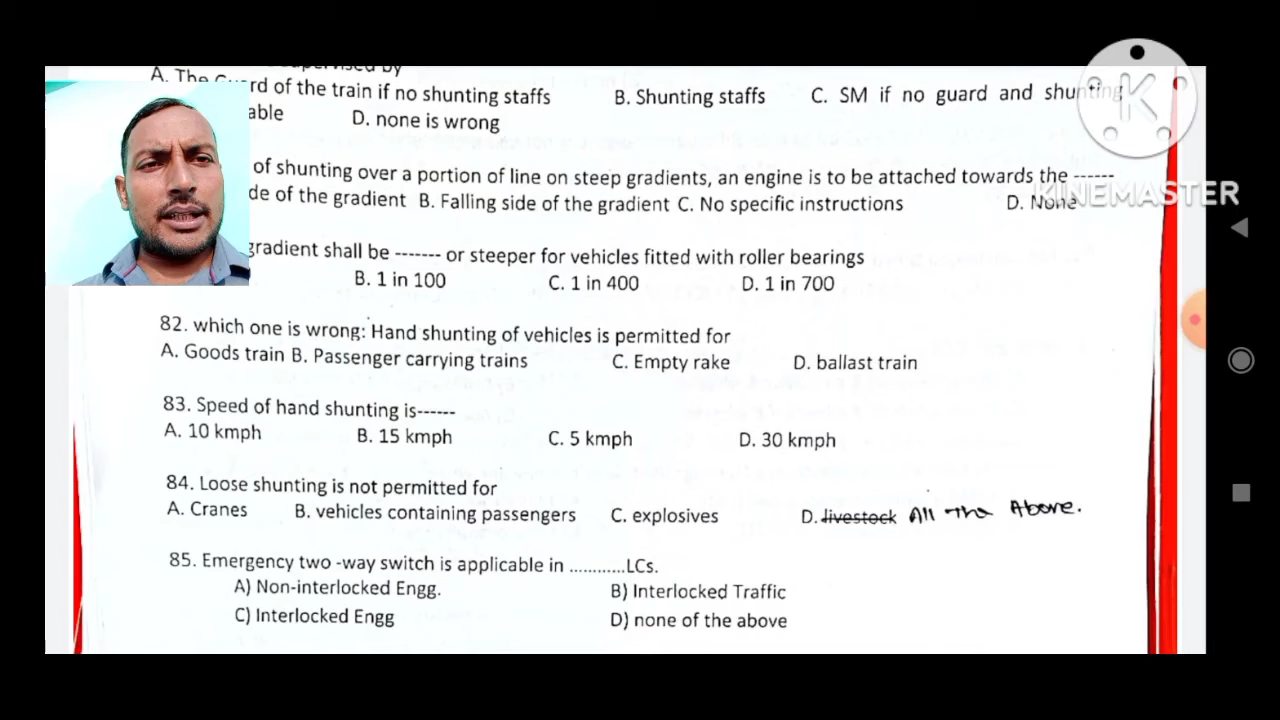 A. The Guard of the train if no shunting staffs B. Shunting staffs C. SM if no guard and shunting
able D. none is wrong
of shunting over a portion of line on steep gradients, an engine is to be attached towards the ------
de of the gradient B. Falling side of the gradient C. No specific instructions D. None
KINEMASTER
gradient shall be ------- or steeper for vehicles fitted with roller bearings
B. 1 in 100 C. 1 in 400 D. 1 in 700
82. which one is wrong: Hand shunting of vehicles is permitted for
A. Goods train B. Passenger carrying trains C. Empty rake D. ballast train
83. Speed of hand shunting is------
A. 10 kmph B. 15 kmph C. 5 kmph D. 30 kmph
84. Loose shunting is not permitted for
A. Cranes B. vehicles containing passengers C. explosives D. livestock All the Above.
85. Emergency two -way switch is applicable in ............LCs.
A) Non-interlocked Engg. B) Interlocked Traffic
C) Interlocked Engg D) none of the above